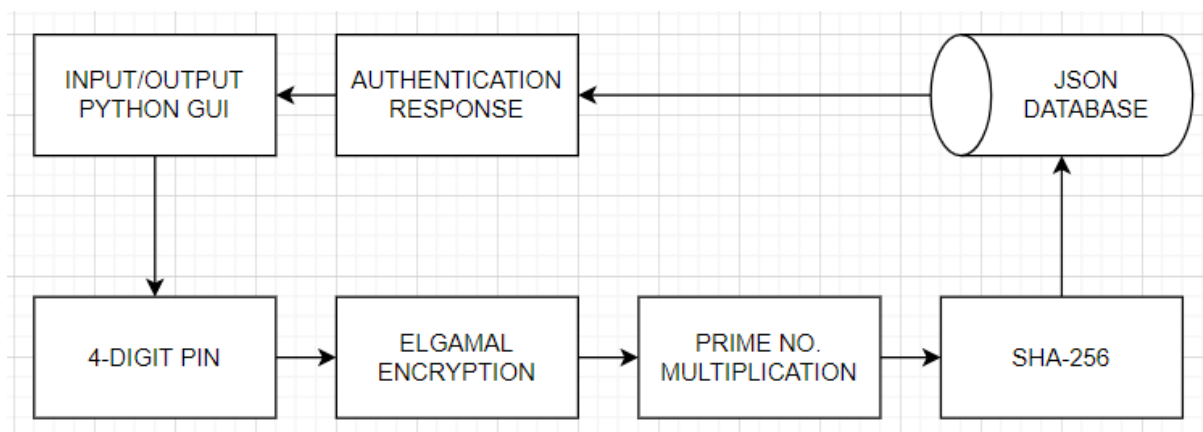 INPUT/OUTPUT
PYTHON GUI
AUTHENTICATION
RESPONSE
JSON
DATABASE
4-DIGIT PIN
ELGAMAL
ENCRYPTION
PRIME NO.
MULTIPLICATION
SHA-256